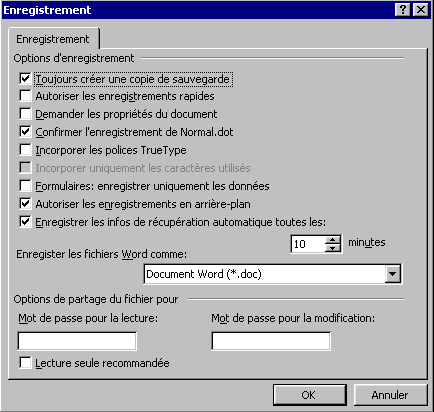 Enregistrement
Enregistrement
Options d'enregistrement
Toujours créer une copie de sauvegarde
Autoriser les enregistrements rapides
Demander les propriétés du document
Confirmer l'enregistrement de Normal.dot
Incorporer les polices TrueType
Incorporer uniquement les caractères utilisés
Formulaires: enregistrer uniquement les données
Autoriser les enregistrements en arrière-plan
Enregistrer les infos de récupération automatique toutes les:
10 minutes
Enregister les fichiers Word comme:
Document Word (*.doc)
Options de partage du fichier pour
Mot de passe pour la lecture: Mot de passe pour la modification:
Lecture seule recommandée
OK Annuler